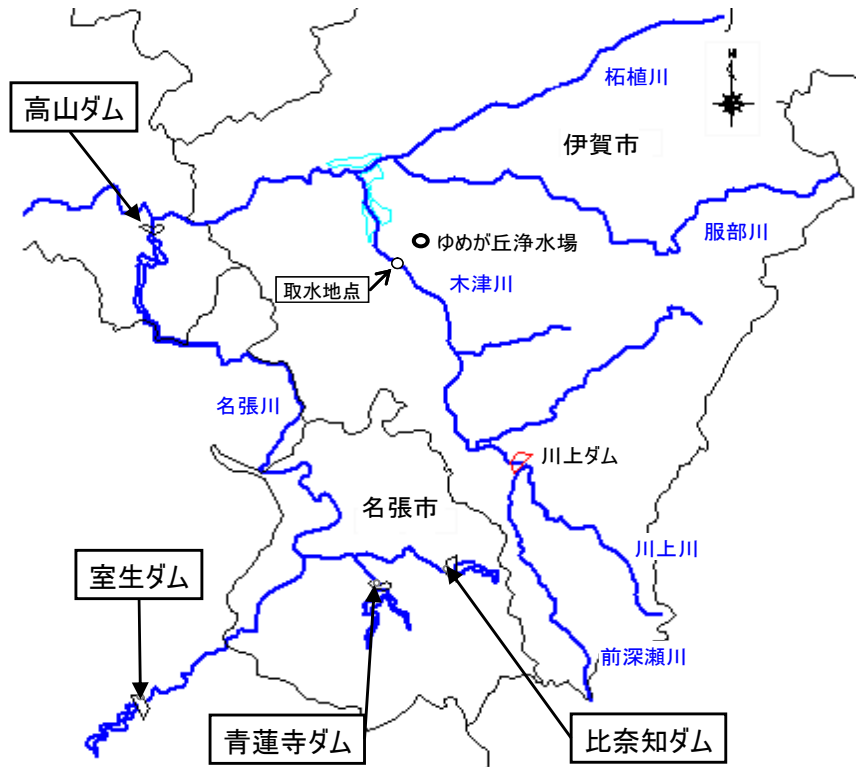 柘植川
N
高山ダム
伊賀市
服部川
ゆめが丘浄水場
取水地点
木津川
名張川
川上ダム
名張市
川上川
室生ダム
前深瀬川
青蓮寺ダム
比奈知ダム